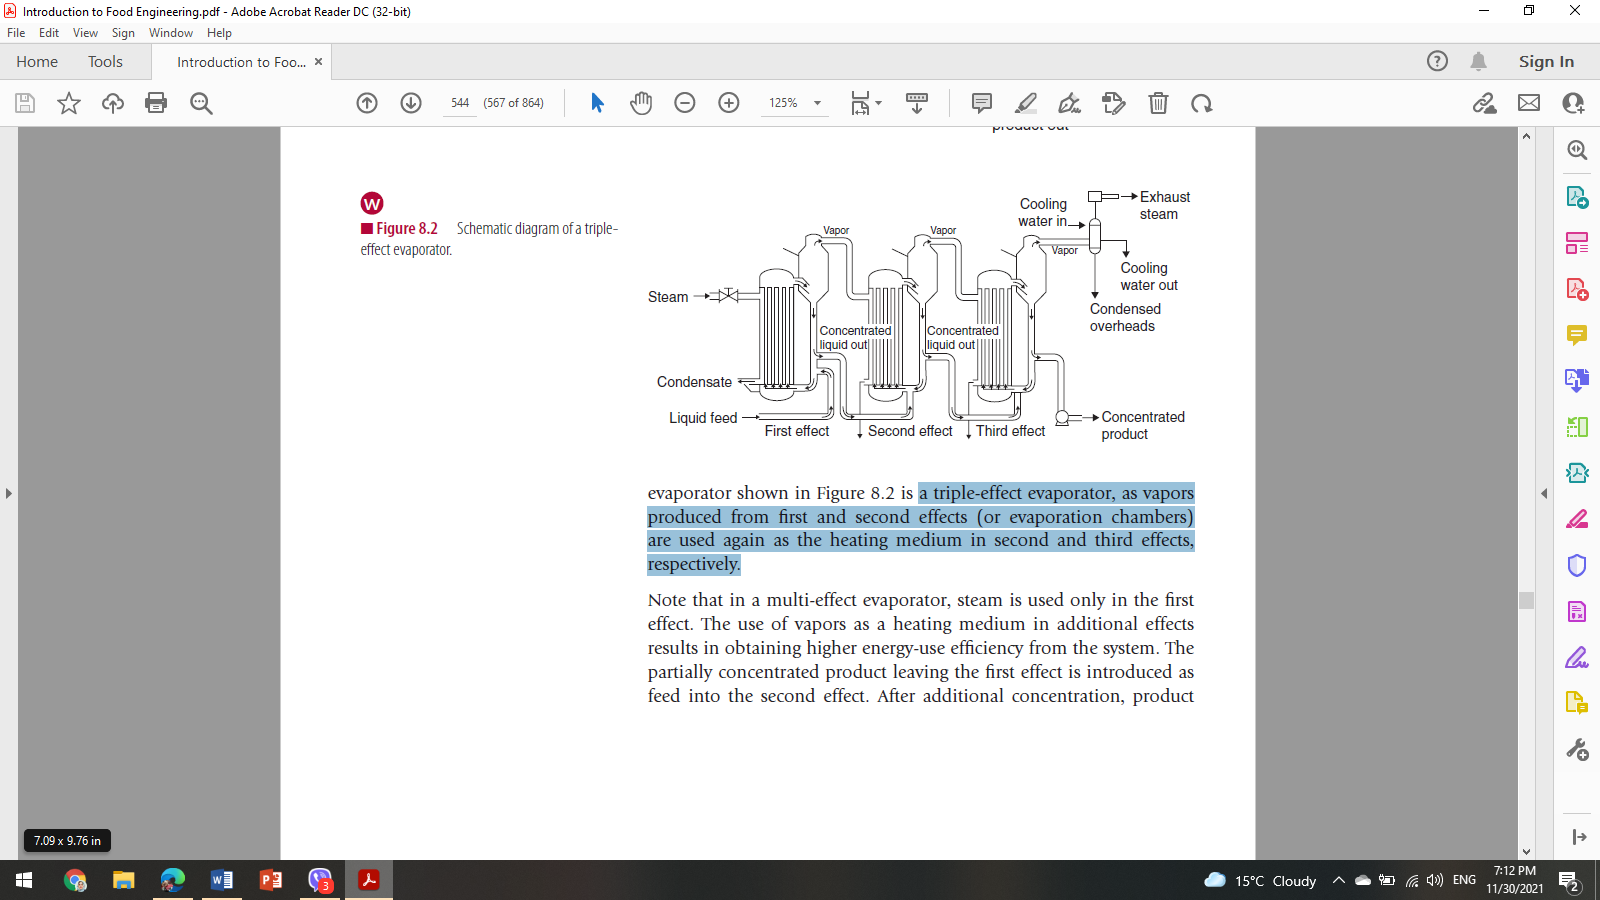 Introduction to Food Engineering.pdf - Adobe Acrobat Reader DC (32-bit)
File Edit View Sign Window Help
Home Tools Introduction to Foo... × Sign In
544 (567 of 864) 125%
product out
W
Figure 8.2 Schematic diagram of a triple-
effect evaporator.
Cooling
water in
Exhaust
steam
Vapor
Vapor
Vapor
Cooling
water out
Condensed
overheads
Steam
Concentrated
liquid out
Concentrated
liquid out
Condensate
Liquid feed
First effect
Second effect
Third effect
Concentrated
product
evaporator shown in Figure 8.2 is a triple-effect evaporator, as vapors
produced from first and second effects (or evaporation chambers)
are used again as the heating medium in second and third effects,
respectively.
Note that in a multi-effect evaporator, steam is used only in the first
effect. The use of vapors as a heating medium in additional effects
results in obtaining higher energy-use efficiency from the system. The
partially concentrated product leaving the first effect is introduced as
feed into the second effect. After additional concentration, product
7.09 x 9.76 in
3
15°C Cloudy
ENG
7:12 PM
11/30/2021
2